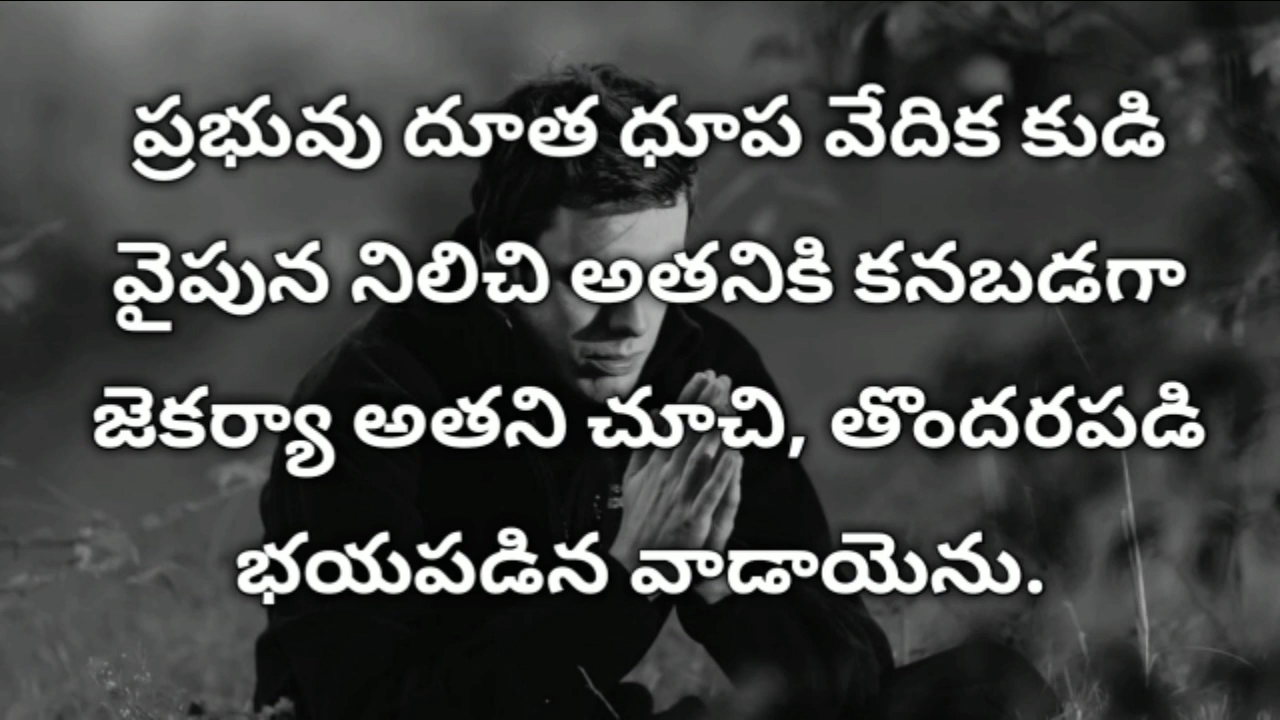 ప్రభువు దూత ధూప వేదిక కుడి
వైపున నిలిచి అతనికి కనబడగా
జెకర్యా అతని చూచి, తొందరపడి
భయపడిన వాడాయెను.